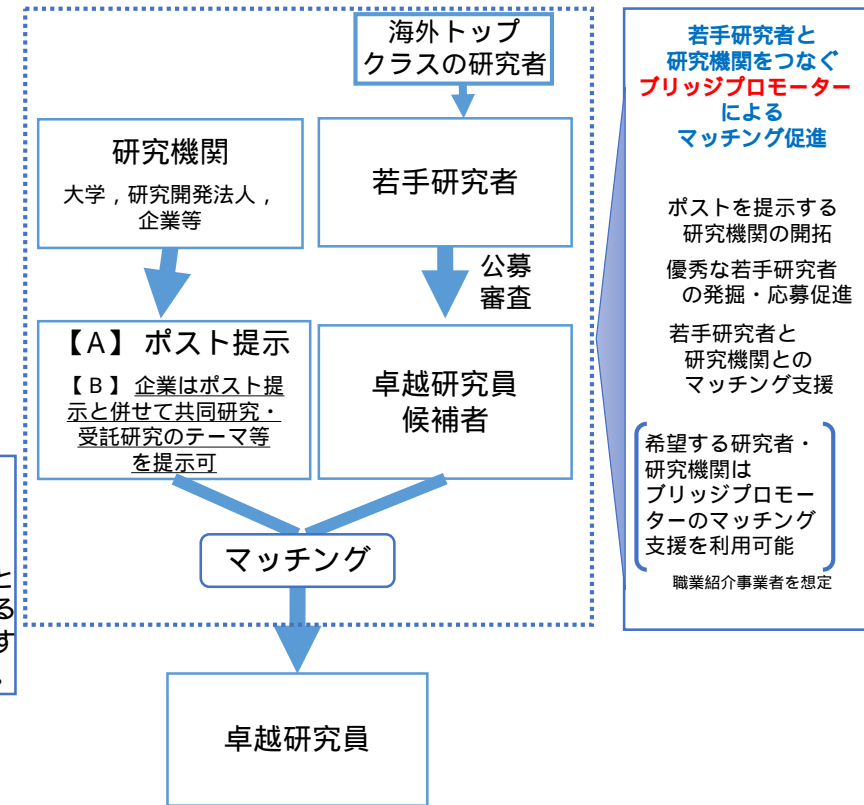 海外トップ
クラスの研究者
研究機関
大学，研究開発法人，
企業等
若手研究者
公募
審査
【Ａ】 ポスト提示
【Ｂ】 企業はポスト提
示と併せて共同研究・
受託研究のテーマ等
を提示可
卓越研究員
候補者
マッチング
卓越研究員
と
る
す
。
若手研究者と
研究機関をつなぐ
ブリッジプロモーター
による
マッチング促進
ポストを提示する
研究機関の開拓
優秀な若手研究者
の発掘・応募促進
若手研究者と
研究機関との
マッチング支援
希望する研究者・
研究機関は
ブリッジプロモー
ターのマッチング
支援を利用可能
職業紹介事業者を想定